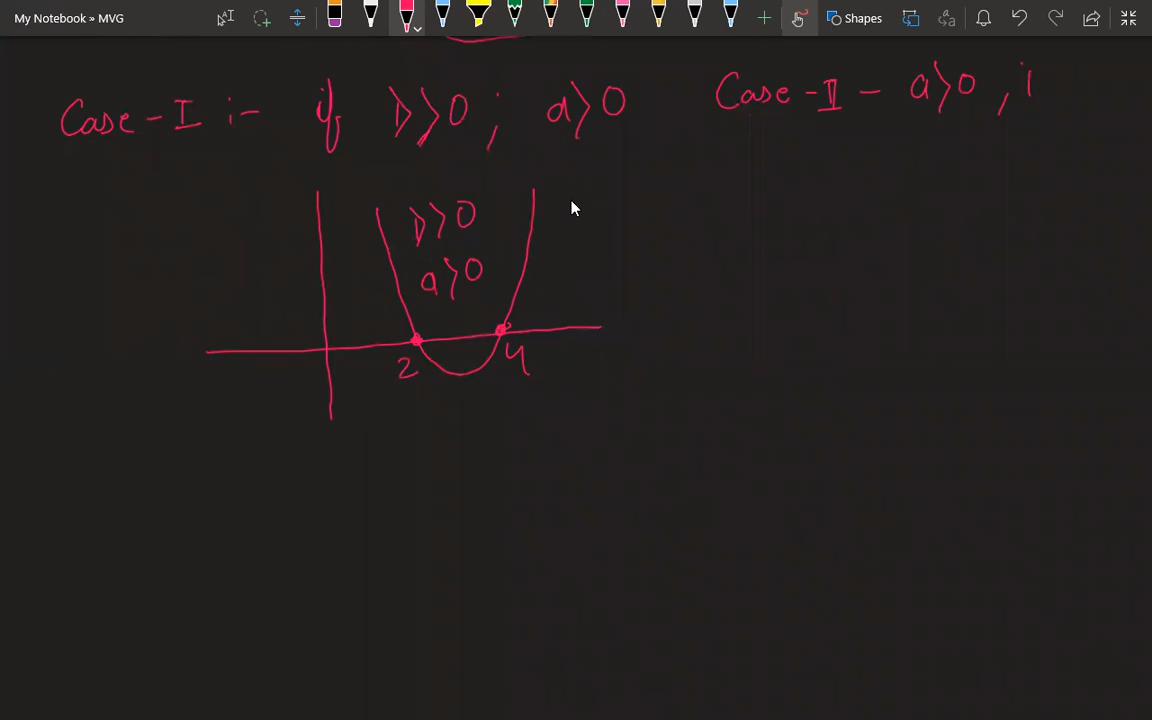 My Notebook » MVG
Shapes
Case-I :- if D>0; a>0
Case-II - a>0, i
D>0
a>0
2
4